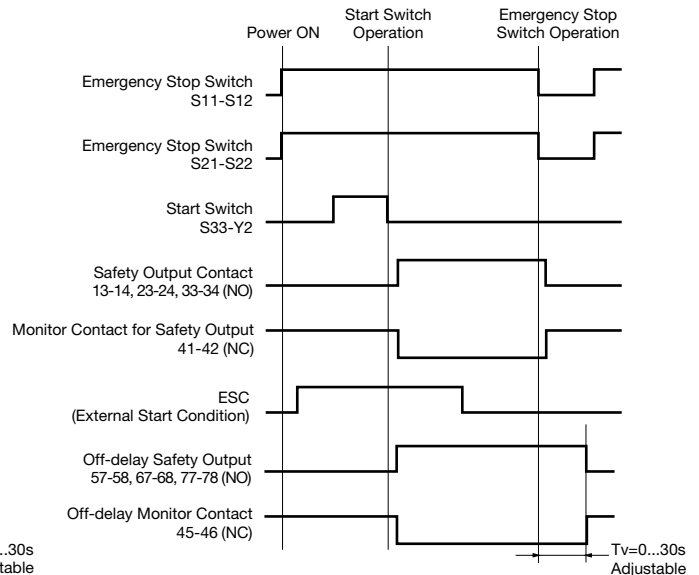 Power ON
Start Switch
Operation
Emergency Stop
Switch Operation
Emergency Stop Switch
S11-S12
Emergency Stop Switch
S21-S22
Start Switch
S33-Y2
Safety Output Contact
13-14, 23-24, 33-34 (NO)
Monitor Contact for Safety Output
41-42 (NC)
ESC
(External Start Condition)
Off-delay Safety Output
57-58, 67-68, 77-78 (NO)
Off-delay Monitor Contact
45-46 (NC)
...30s
table
Tv=0...30s
Adjustable